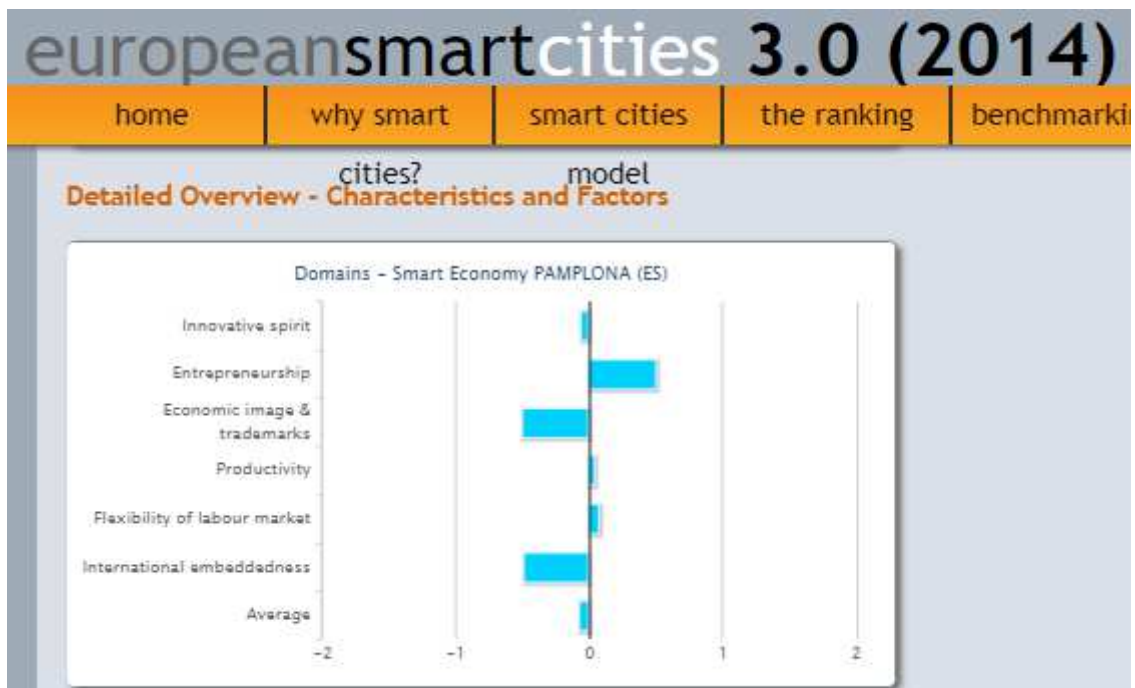 europeansmartcities 3.0 (2014)
home
why smart cities?
smart cities model
the ranking
benchmarki
Detailed Overview - Characteristics and Factors
Domains - Smart Economy PAMPLONA (ES)
Innovative spirit
Entrepreneurship
Economic image &
trademarks
Productivity
Flexibility of labour market
International embeddedness
Average
-2 -1 0 1 2